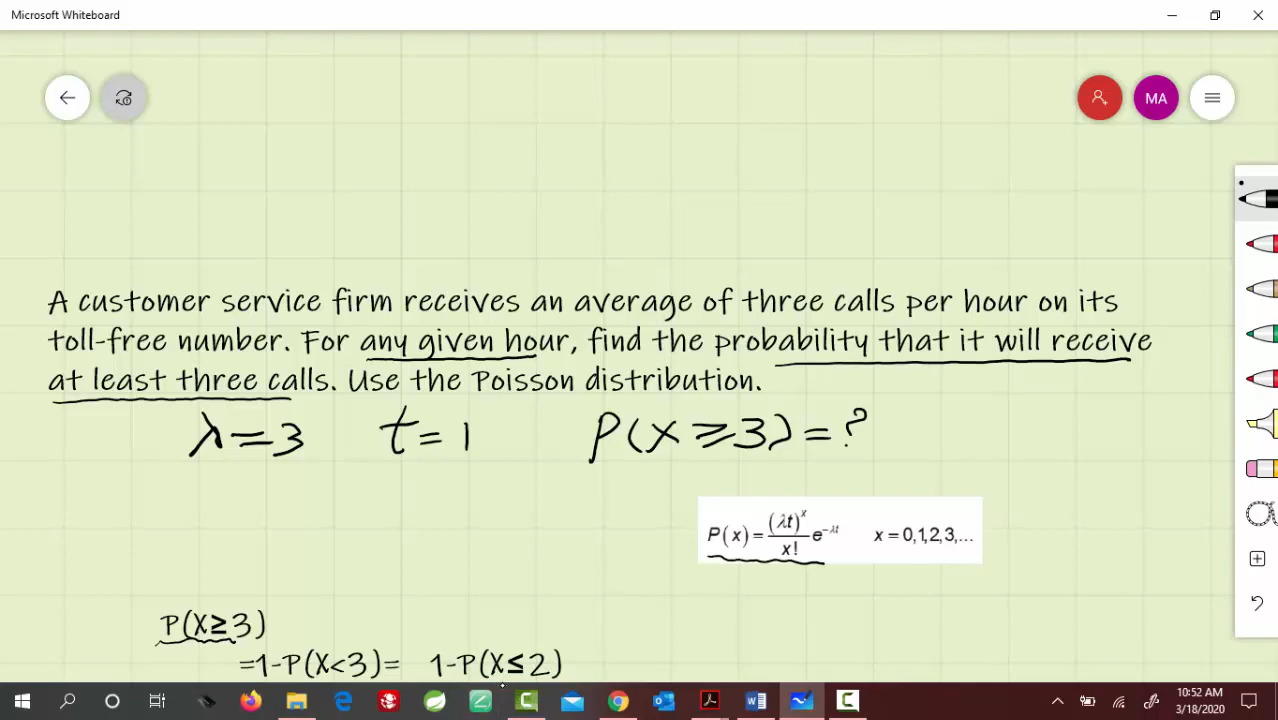 Microsoft Whiteboard
MA
A customer service firm receives an average of three calls per hour on its
toll-free number. For any given hour, find the probability that it will receive
at least three calls. Use the Poisson distribution.
λ=3 t=1 P(x≥3)=?
P(x)=(λt)^x/x! e^−λt x=0,1,2,3,...
P(X≥3)
=1-P(X<3)= 1-P(X≤2)
10:52 AM
3/18/2020